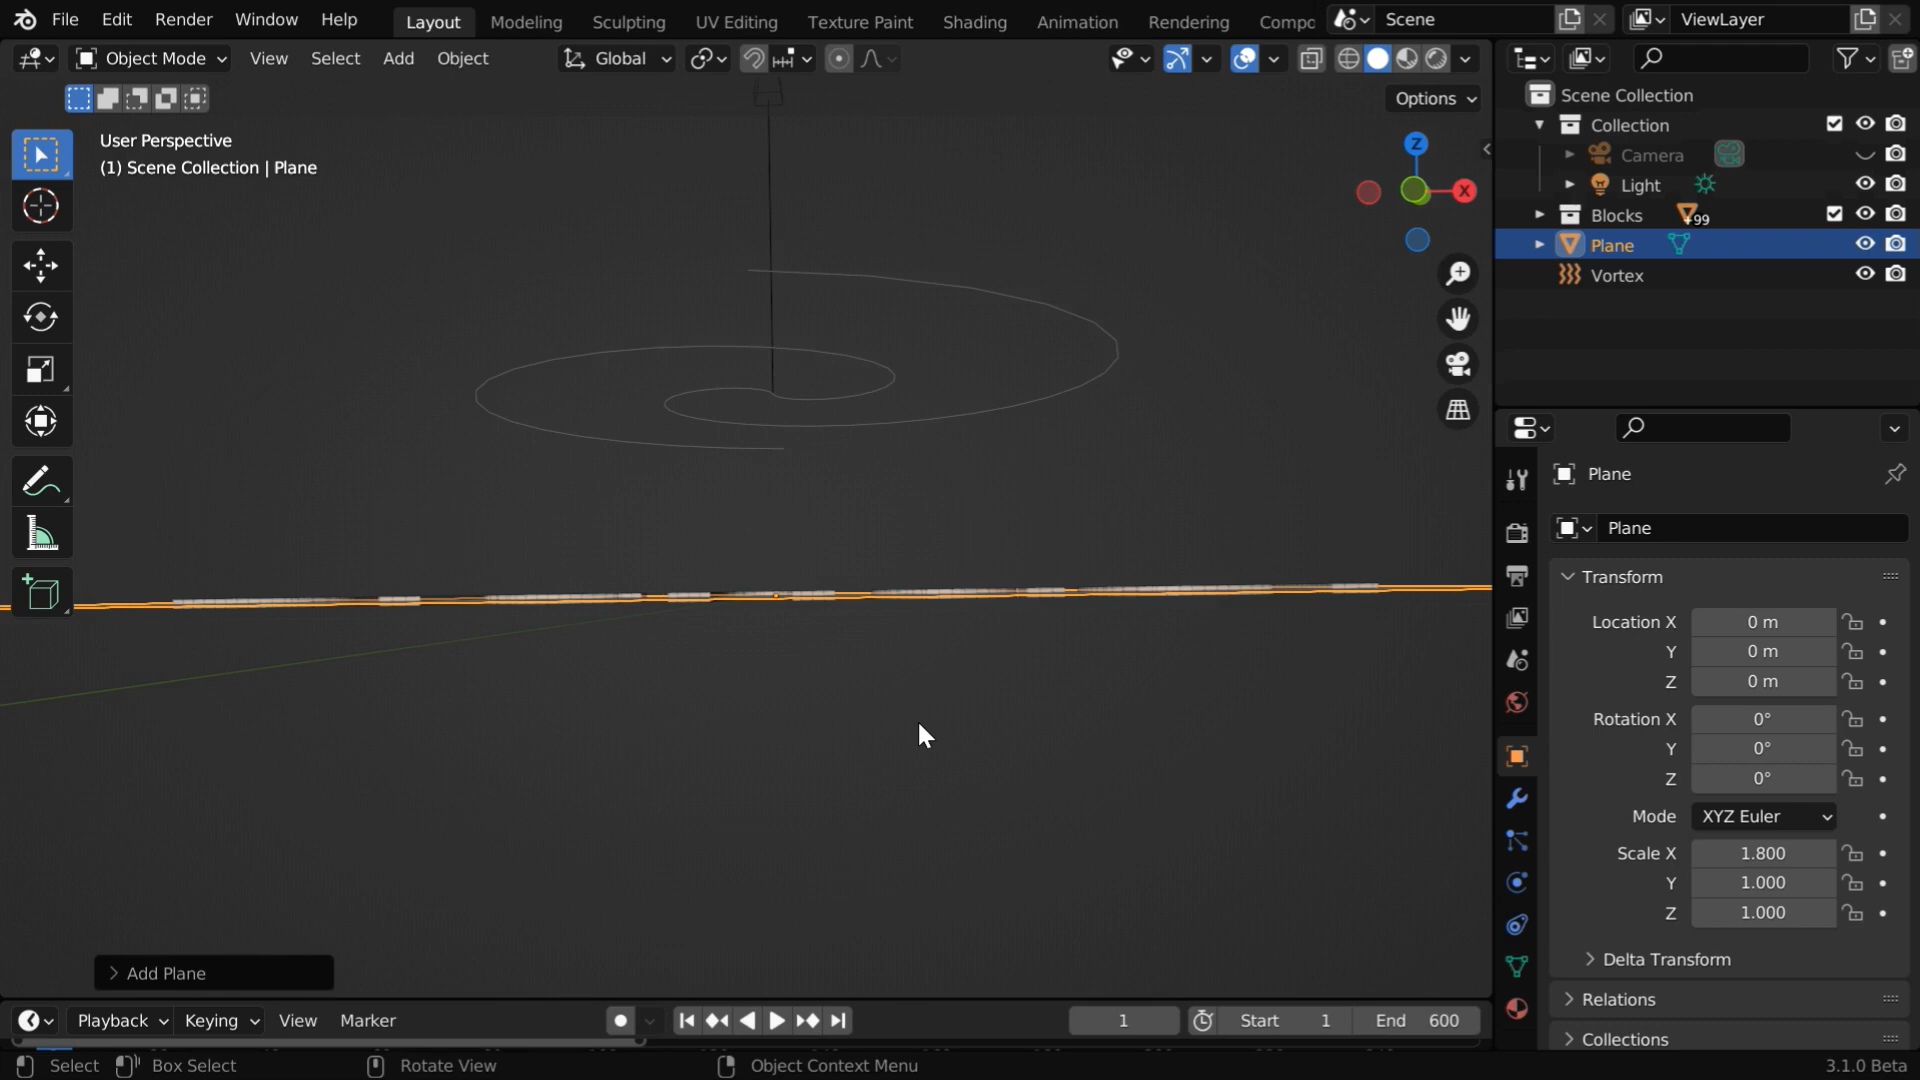 File Edit Render Window Help Layout Modeling Sculpting UV Editing Texture Paint Shading Animation Rendering Compo Scene ViewLayer
Object Mode View Select Add Object Global
Options
User Perspective
(1) Scene Collection | Plane
Z
X
Scene Collection
Collection
Camera
Light
Blocks 99
Plane
Vortex
Plane
Plane
Transform
Location X 0 m
Y 0 m
Z 0 m
Rotation X 0°
Y 0°
Z 0°
Mode XYZ Euler
Scale X 1.800
Y 1.000
Z 1.000
Delta Transform
Relations
Collections
Add Plane
Playback Keying View Marker 1 Start 1 End 600
Select Box Select Rotate View Object Context Menu 3.1.0 Beta